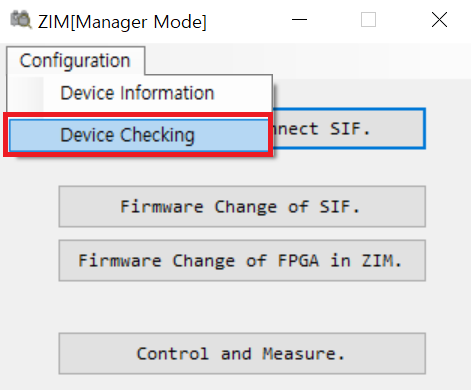 ZIM[Manager Mode]
Configuration
Device Information
Device Checking
nnect SIF.
Firmware Change of SIF.
Firmware Change of FPGA in ZIM.
Control and Measure.